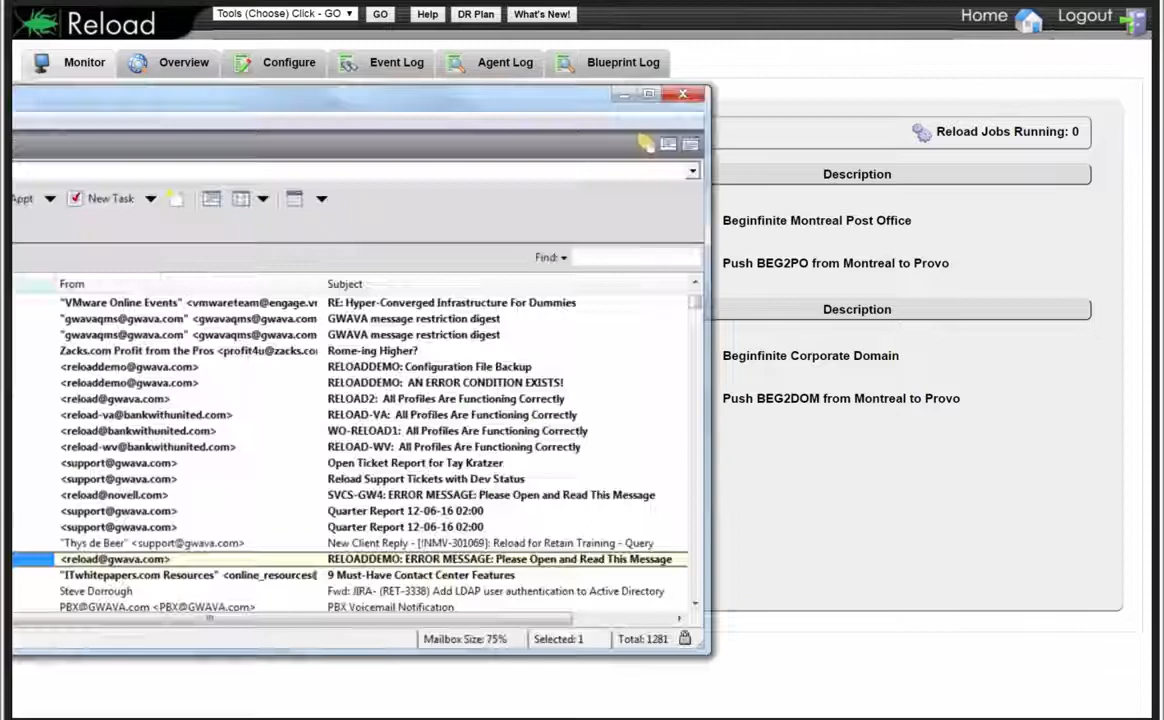 Reload
Tools (Choose) Click - GO
GO
Help
DR Plan
What's New!
Home
Logout
Monitor
Overview
Configure
Event Log
Agent Log
Blueprint Log
Reload Jobs Running: 0
Description
Beginfinite Montreal Post Office
Push BEG2PO from Montreal to Provo
Description
Beginfinite Corporate Domain
Push BEG2DOM from Montreal to Provo
Appt
New Task
Find:
From Subject
"VMware Online Events" <vmwareteam@engage.vr RE: Hyper-Converged Infrastructure For Dummies
"gwavaqms@gwava.com" <gwavaqms@gwava.com GWAVA message restriction digest
"gwavaqms@gwava.com" <gwavaqms@gwava.com GWAVA message restriction digest
Zacks.com Profit from the Pros <profit4u@zacks.co Rome-ing Higher?
<reloaddemo@gwava.com> RELOADDEMO: Configuration File Backup
<reloaddemo@gwava.com> RELOADDEMO: AN ERROR CONDITION EXISTS!
<reload@gwava.com> RELOAD2: All Profiles Are Functioning Correctly
<reload-va@bankwithunited.com> RELOAD-VA: All Profiles Are Functioning Correctly
<reload@bankwithunited.com> WO-RELOAD1: All Profiles Are Functioning Correctly
<reload-wv@bankwithunited.com> RELOAD-WV: All Profiles Are Functioning Correctly
<support@gwava.com> Open Ticket Report for Tay Kratzer
<support@gwava.com> Reload Support Tickets with Dev Status
<reload@novell.com> SVCS-GW4: ERROR MESSAGE: Please Open and Read This Message
<support@gwava.com> Quarter Report 12-06-16 02:00
<support@gwava.com> Quarter Report 12-06-16 02:00
"Thys de Beer" <support@gwava.com> New Client Reply - [!NMV-301069]: Reload for Retain Training - Query
<reload@gwava.com> RELOADDEMO: ERROR MESSAGE: Please Open and Read This Message
"ITwhitepapers.com Resources" <online_resources@ 9 Must-Have Contact Center Features
Steve Dorrough Fwd: JIRA- (RET-3338) Add LDAP user authentication to Active Directory
PBX@GWAVA.com <PBX@GWAVA.com> PBX Voicemail Notification
Mailbox Size: 75% Selected: 1 Total: 1281